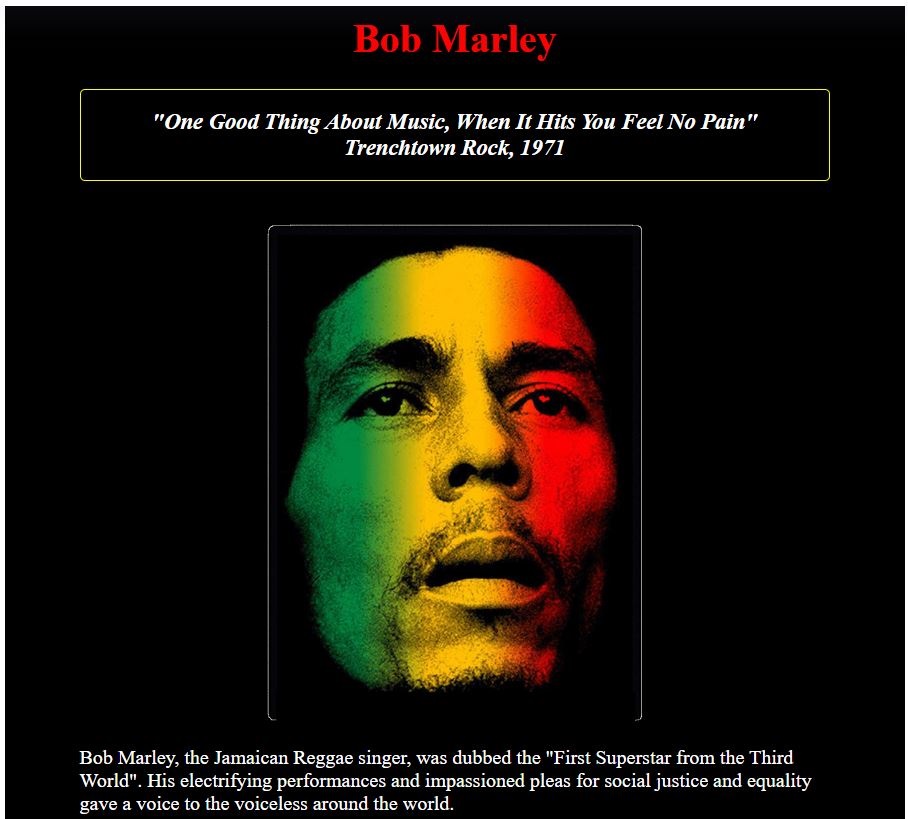 Bob Marley
"One Good Thing About Music, When It Hits You Feel No Pain"
Trenchtown Rock, 1971
Bob Marley, the Jamaican Reggae singer, was dubbed the "First Superstar from the Third
World". His electrifying performances and impassioned pleas for social justice and equality
gave a voice to the voiceless around the world.